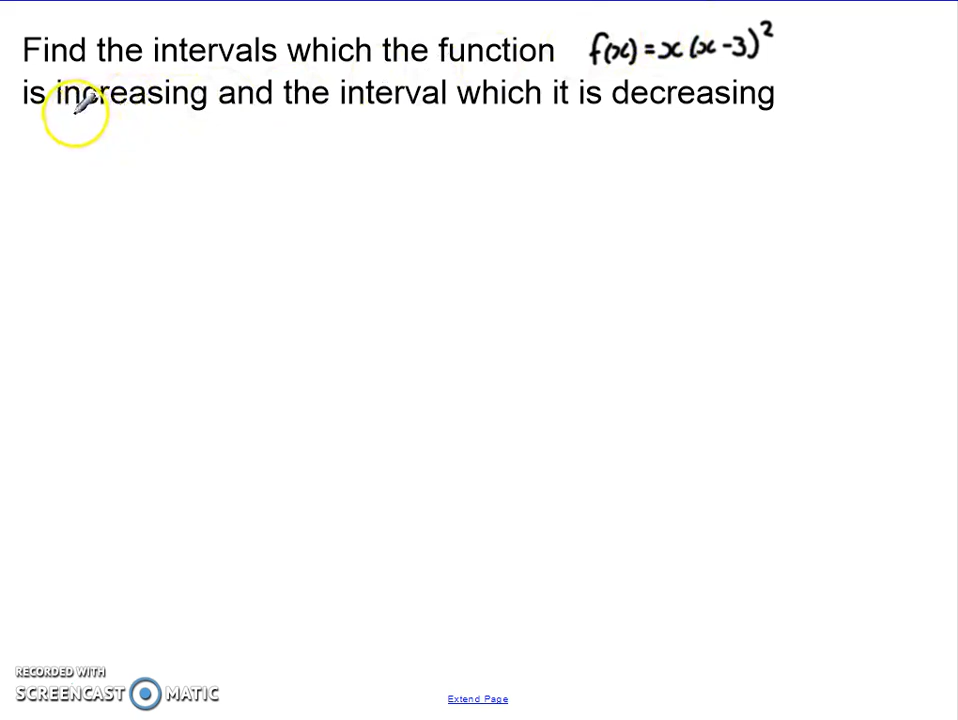 Find the intervals which the function f(x) = x(x-3)²
is increasing and the interval which it is decreasing
RECORDED WITH
SCREENCAST MATIC
Extend Page